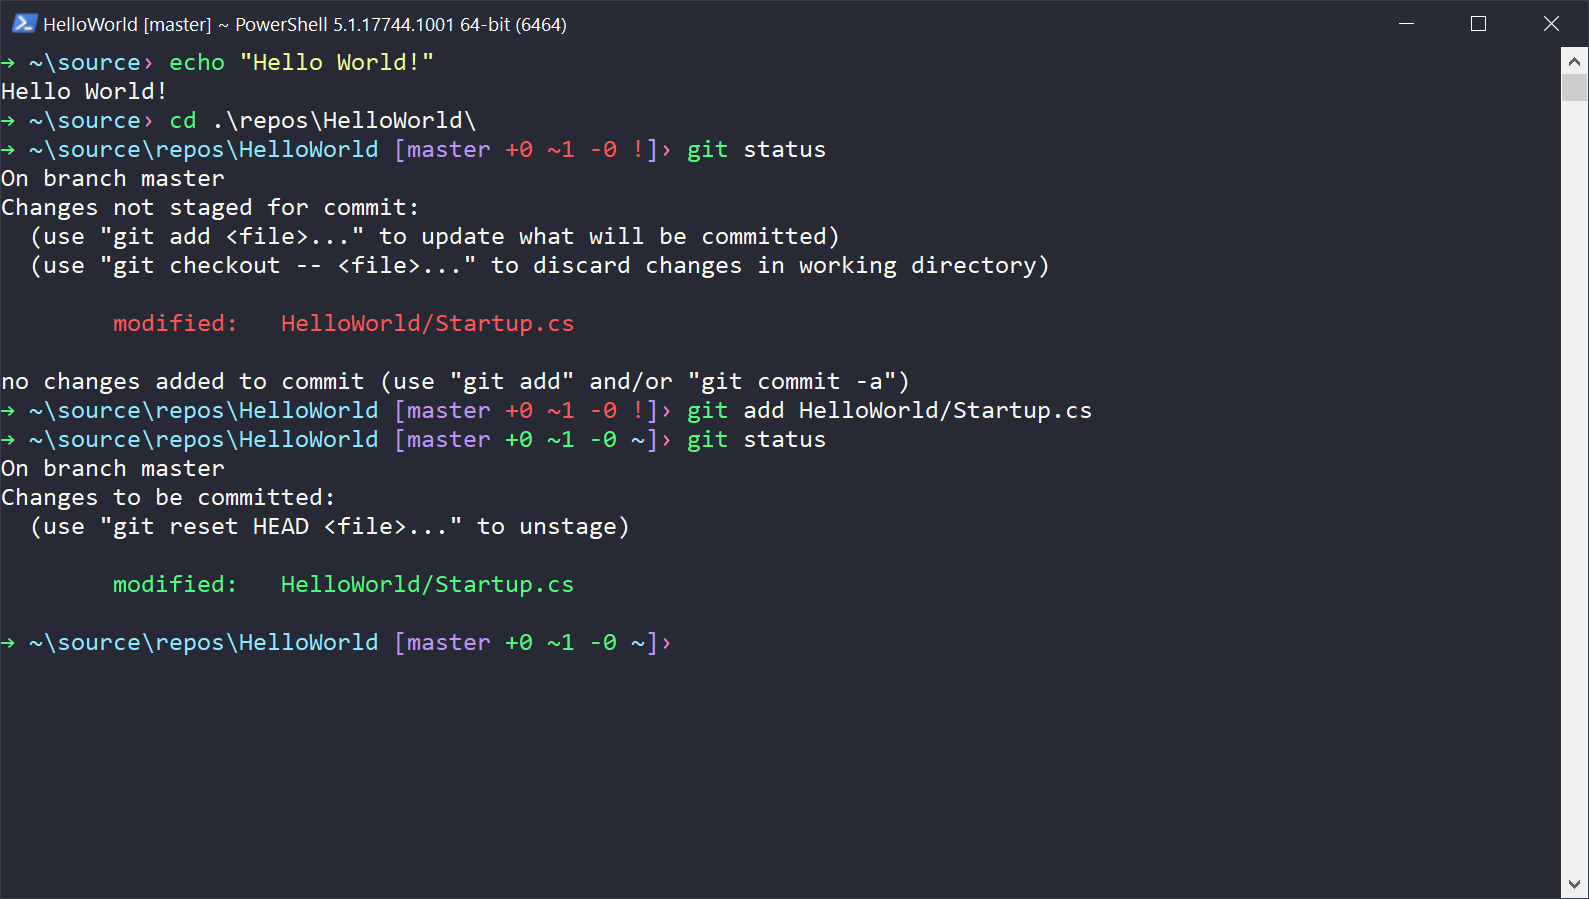 HelloWorld [master] ~ PowerShell 5.1.17744.1001 64-bit (6464)
→ ~\source› echo "Hello World!"
Hello World!
→ ~\source› cd .\repos\HelloWorld\
→ ~\source\repos\HelloWorld [master +0 ~1 -0 !]› git status
On branch master
Changes not staged for commit:
  (use "git add <file>..." to update what will be committed)
  (use "git checkout -- <file>..." to discard changes in working directory)
        modified:   HelloWorld/Startup.cs
no changes added to commit (use "git add" and/or "git commit -a")
→ ~\source\repos\HelloWorld [master +0 ~1 -0 !]› git add HelloWorld/Startup.cs
→ ~\source\repos\HelloWorld [master +0 ~1 -0 ~]› git status
On branch master
Changes to be committed:
  (use "git reset HEAD <file>..." to unstage)
        modified:   HelloWorld/Startup.cs
→ ~\source\repos\HelloWorld [master +0 ~1 -0 ~]›